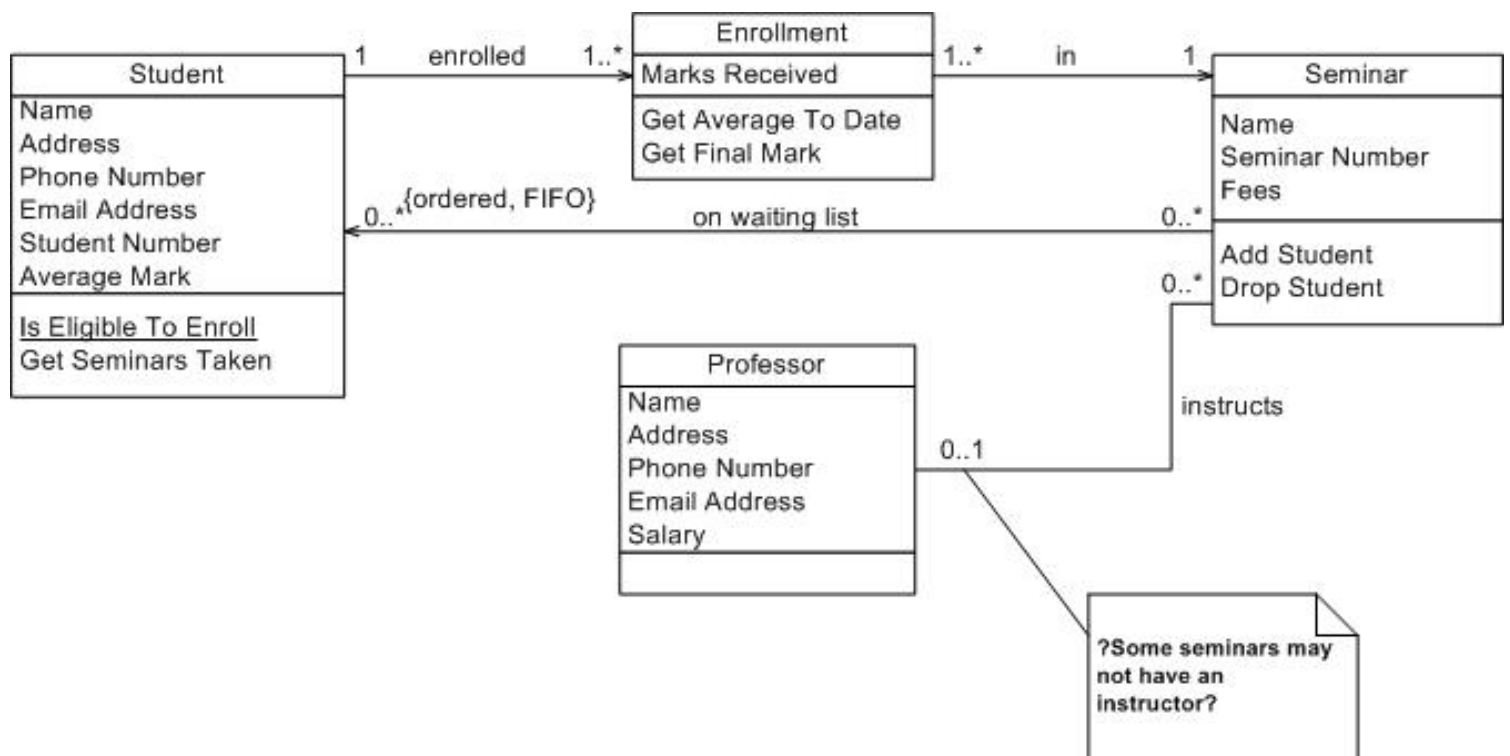 Student
Name
Address
Phone Number
Email Address
Student Number
Average Mark
Is Eligible To Enroll
Get Seminars Taken
1 enrolled 1..*
Enrollment
Marks Received
Get Average To Date
Get Final Mark
1..* in 1
Seminar
Name
Seminar Number
Fees
Add Student
Drop Student
0..* {ordered, FIFO} on waiting list 0..*
0..*
instructs
0..1
Professor
Name
Address
Phone Number
Email Address
Salary
?Some seminars may
not have an
instructor?